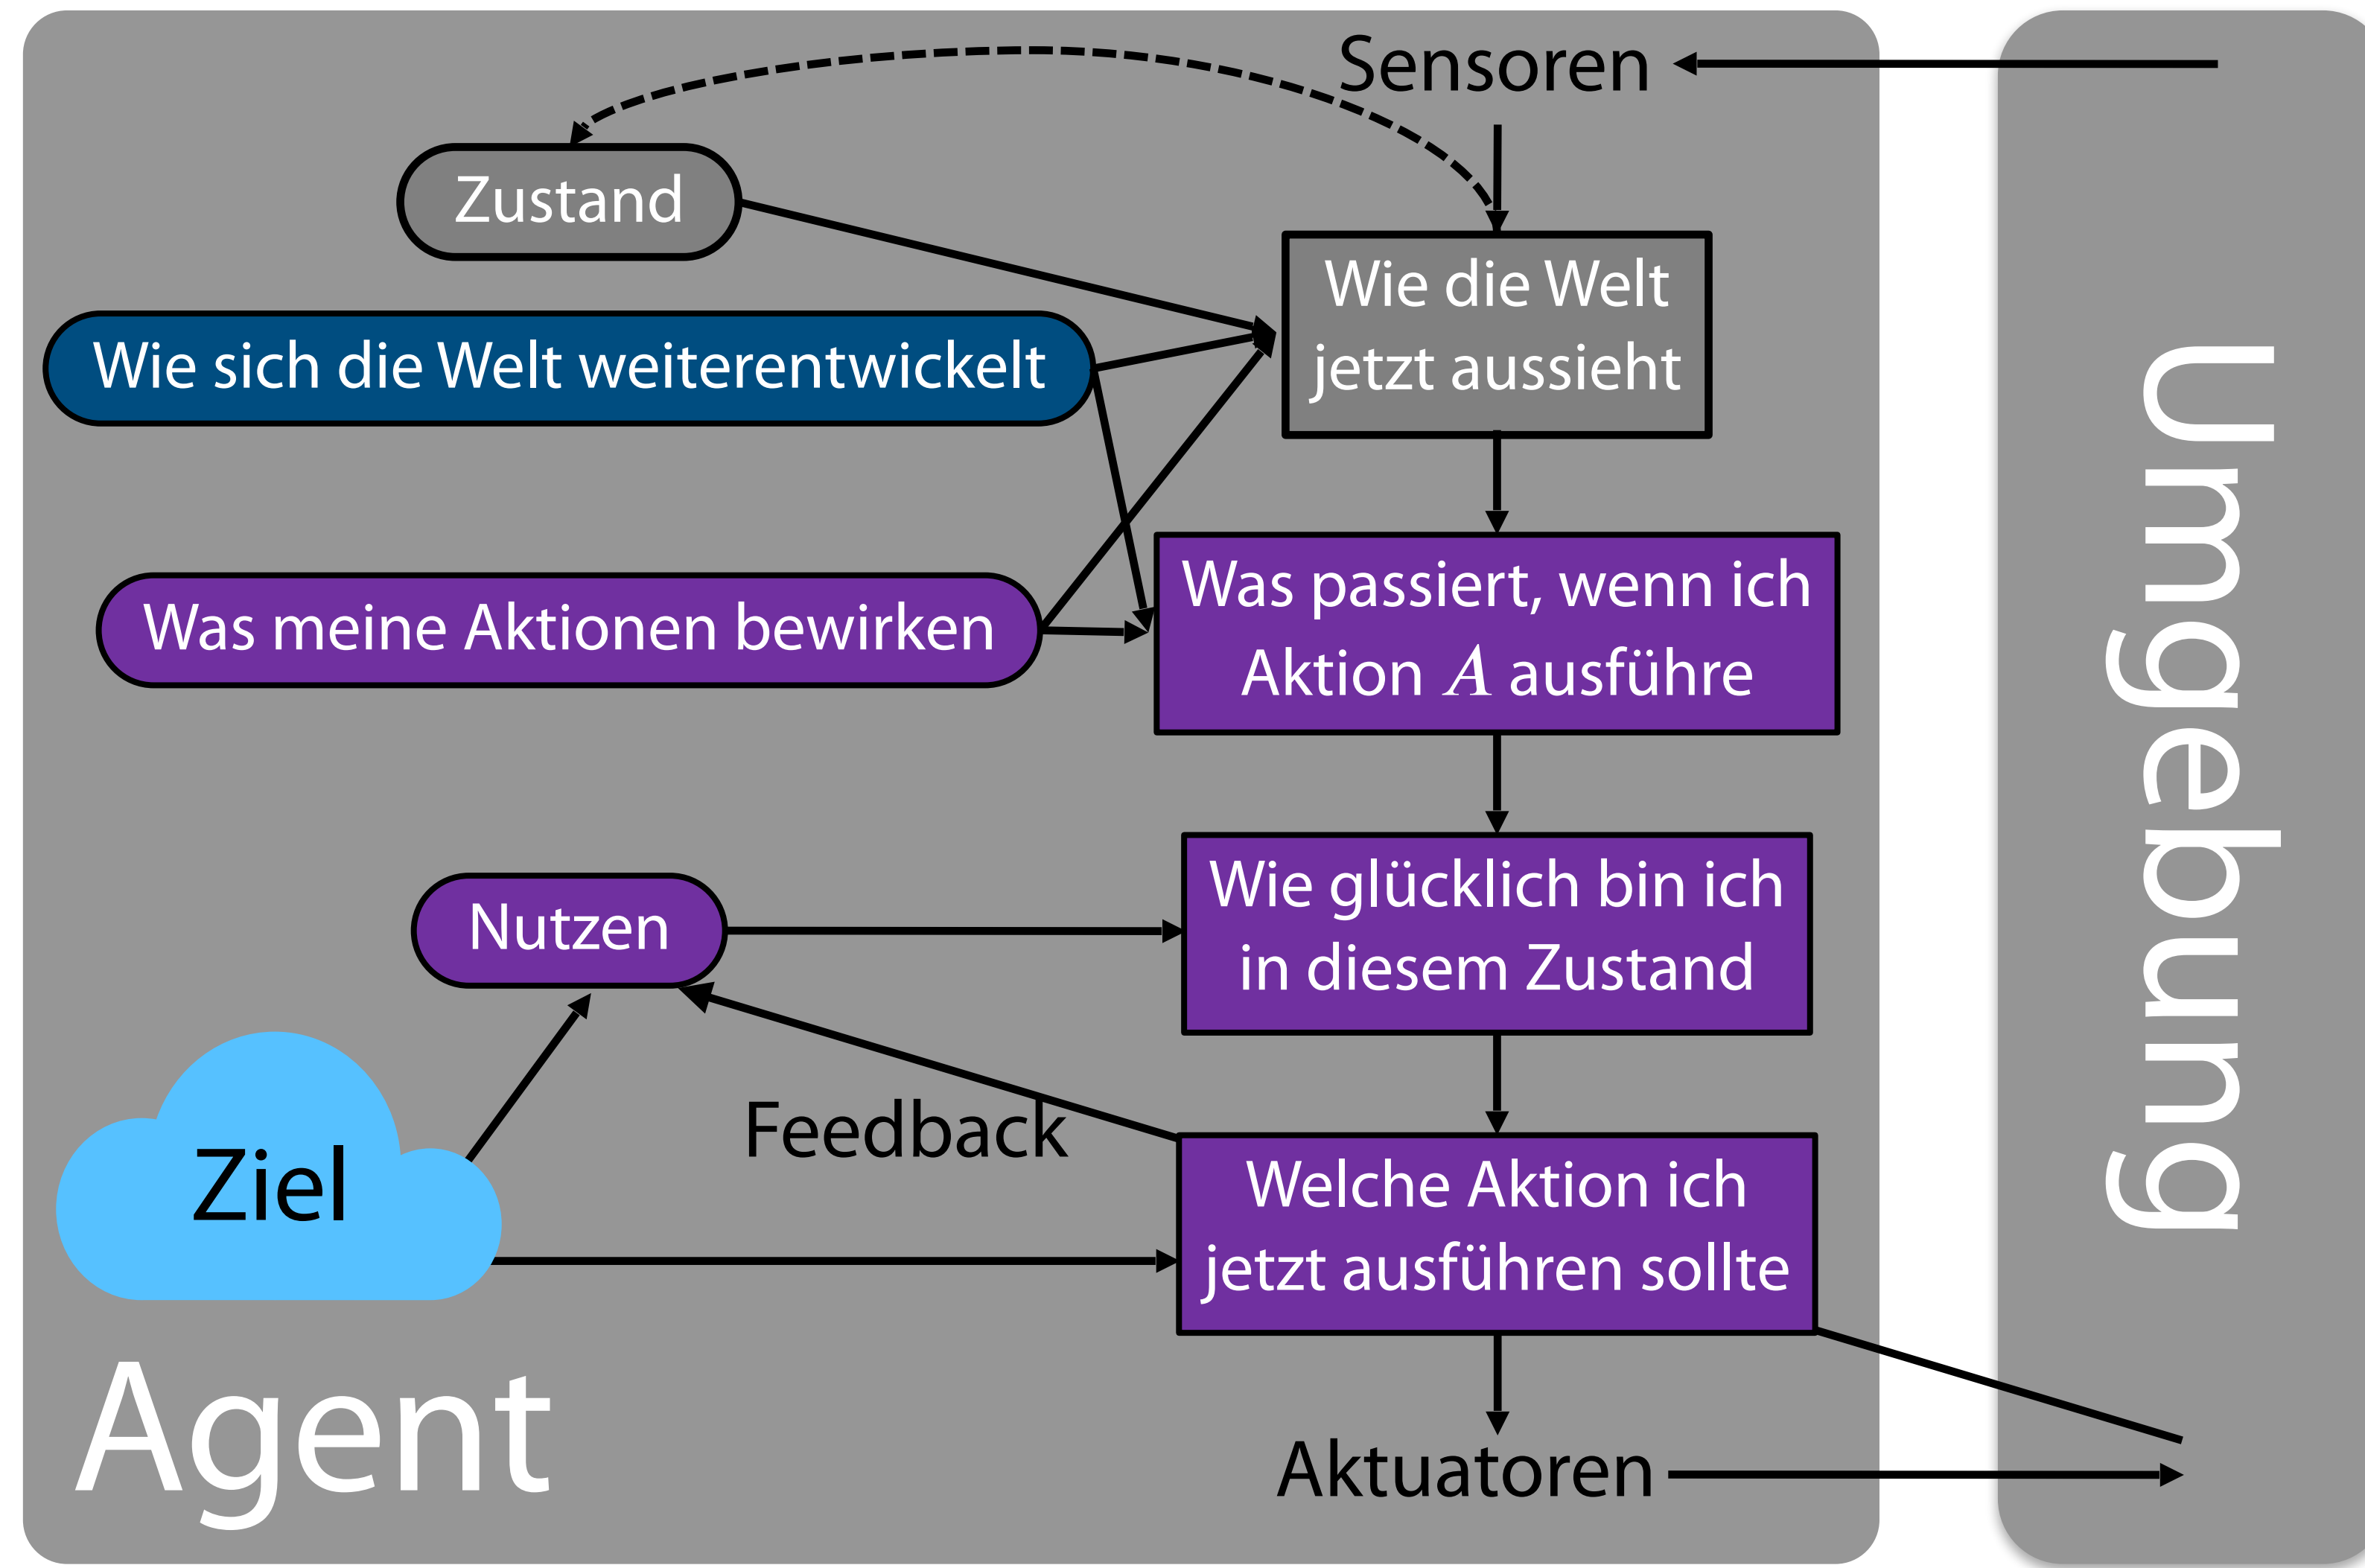 Sensoren
Zustand
Wie die Welt
jetzt aussieht
Wie sich die Welt weiterentwickelt
Was passiert, wenn ich
Aktion A ausführe
Was meine Aktionen bewirken
Wie glücklich bin ich
in diesem Zustand
Nutzen
Feedback
Ziel
Welche Aktion ich
jetzt ausführen sollte
Agent
Aktuatoren
Umgebung